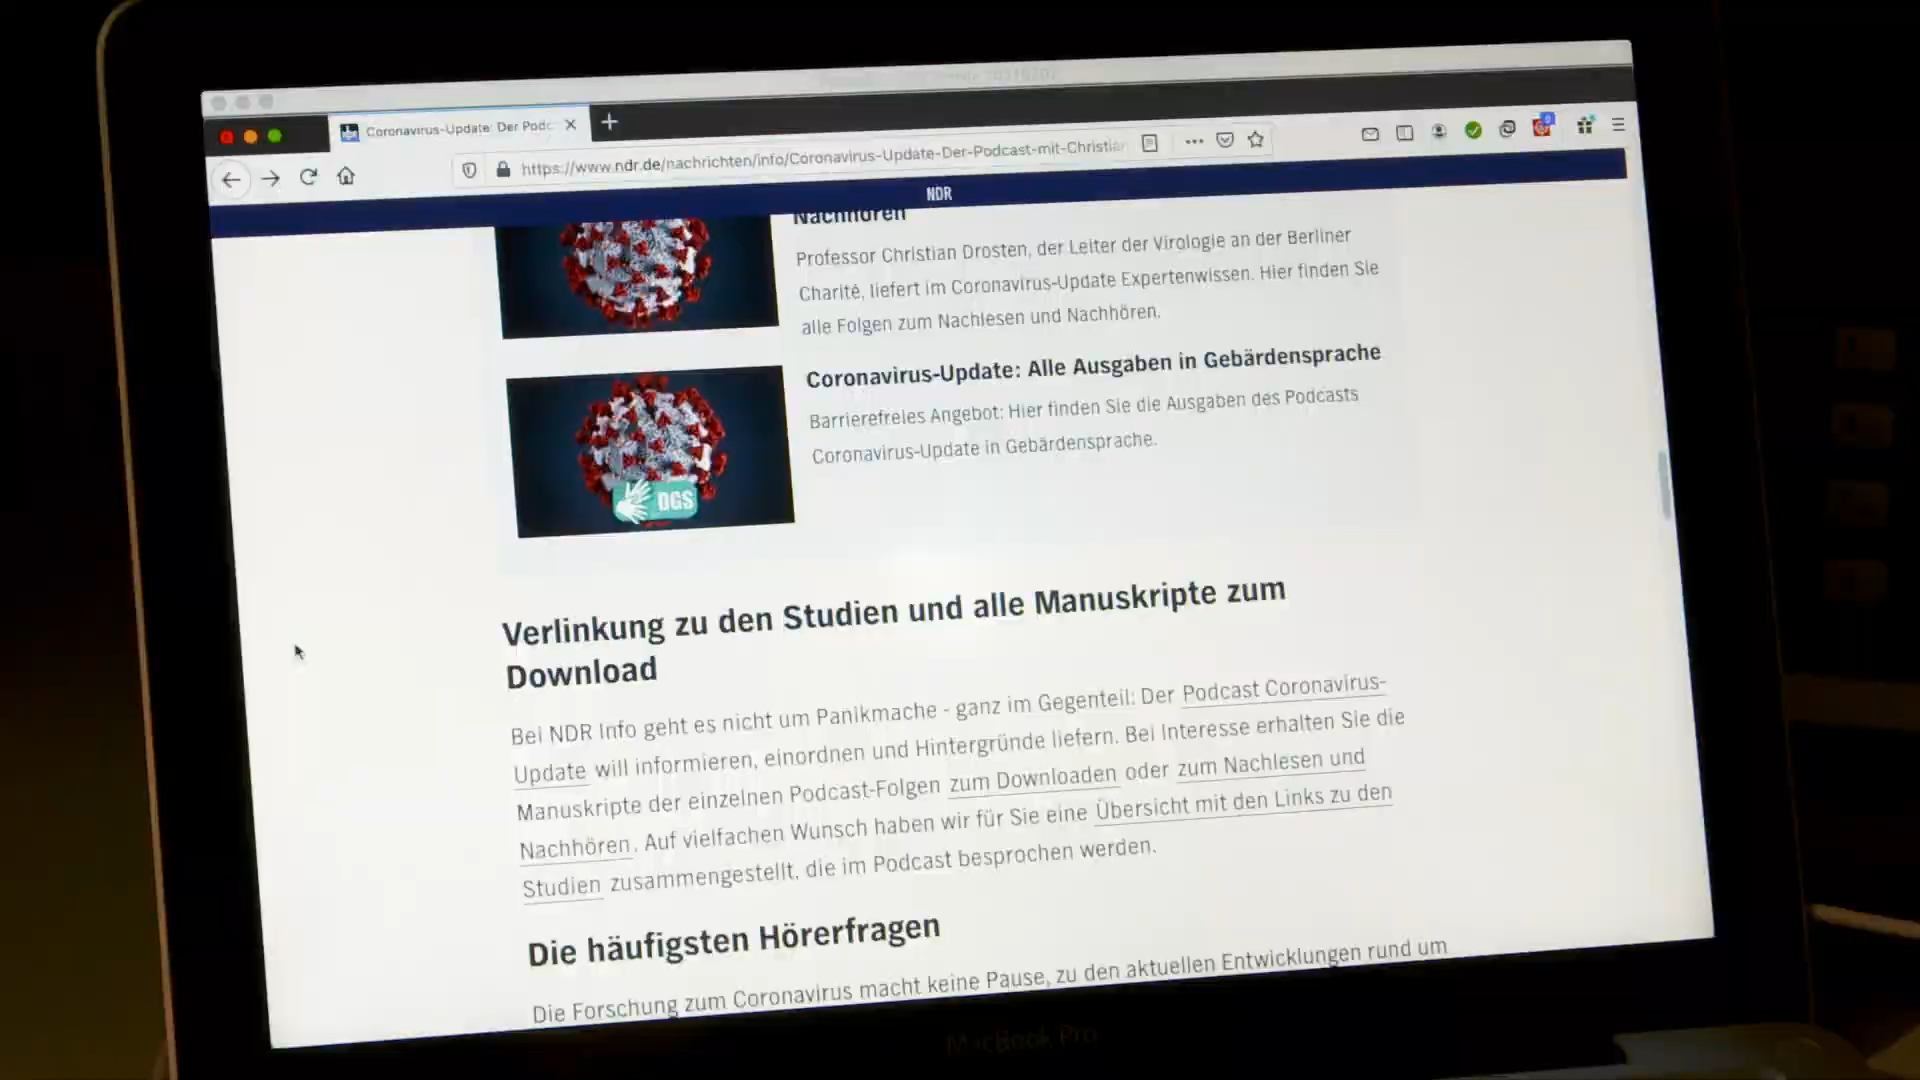 Coronavirus-Update: Der Podc
https://www.ndr.de/nachrichten/info/Coronavirus-Update-Der-Podcast-mit-Christian
NDR
Nachhören
Professor Christian Drosten, der Leiter der Virologie an der Berliner
Charité, liefert im Coronavirus-Update Expertenwissen. Hier finden Sie
alle Folgen zum Nachlesen und Nachhören.
Coronavirus-Update: Alle Ausgaben in Gebärdensprache
Barrierefreies Angebot: Hier finden Sie die Ausgaben des Podcasts
Coronavirus-Update in Gebärdensprache.
DGS
Verlinkung zu den Studien und alle Manuskripte zum
Download
Bei NDR Info geht es nicht um Panikmache - ganz im Gegenteil: Der Podcast Coronavirus-
Update will informieren, einordnen und Hintergründe liefern. Bei Interesse erhalten Sie die
Manuskripte der einzelnen Podcast-Folgen zum Downloaden oder zum Nachlesen und
Nachhören. Auf vielfachen Wunsch haben wir für Sie eine Übersicht mit den Links zu den
Studien zusammengestellt, die im Podcast besprochen werden.
Die häufigsten Hörerfragen
Die Forschung zum Coronavirus macht keine Pause, zu den aktuellen Entwicklungen rund um
MacBook Pro